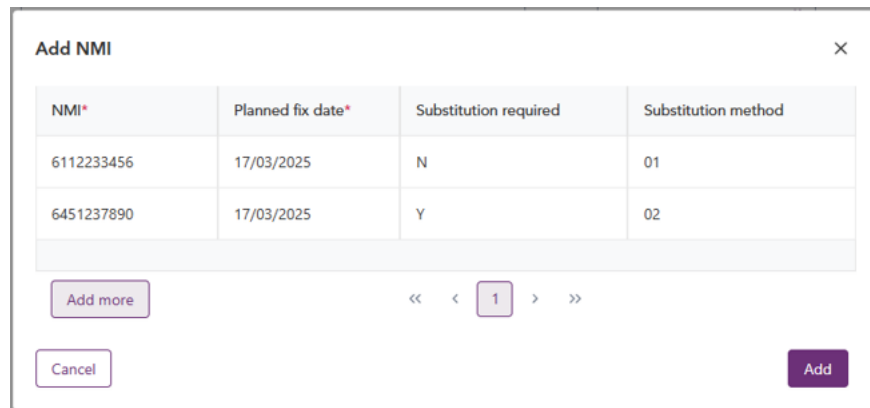 Add NMI
NMI* Planned fix date* Substitution required Substitution method
6112233456 17/03/2025 N 01
6451237890 17/03/2025 Y 02
Add more « < 1 > »
Cancel Add